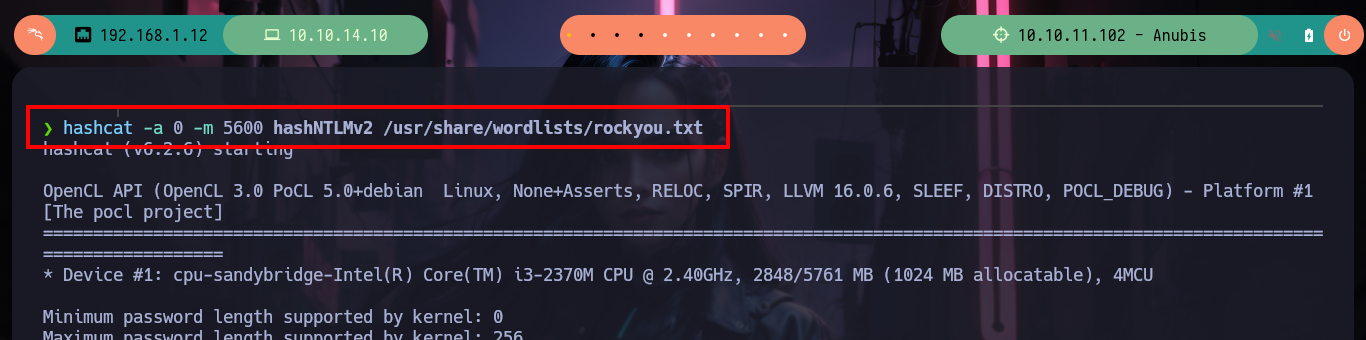 192.168.1.12 10.10.14.10 10.10.11.102 - Anubis
❯ hashcat -a 0 -m 5600 hashNTLMv2 /usr/share/wordlists/rockyou.txt
hashcat (v6.2.6) starting
OpenCL API (OpenCL 3.0 PoCL 5.0+debian  Linux, None+Asserts, RELOC, SPIR, LLVM 16.0.6, SLEEF, DISTRO, POCL_DEBUG) - Platform #1
[The pocl project]
================================================================================================================================
==================
* Device #1: cpu-sandybridge-Intel(R) Core(TM) i3-2370M CPU @ 2.40GHz, 2848/5761 MB (1024 MB allocatable), 4MCU
Minimum password length supported by kernel: 0
Maximum password length supported by kernel: 256